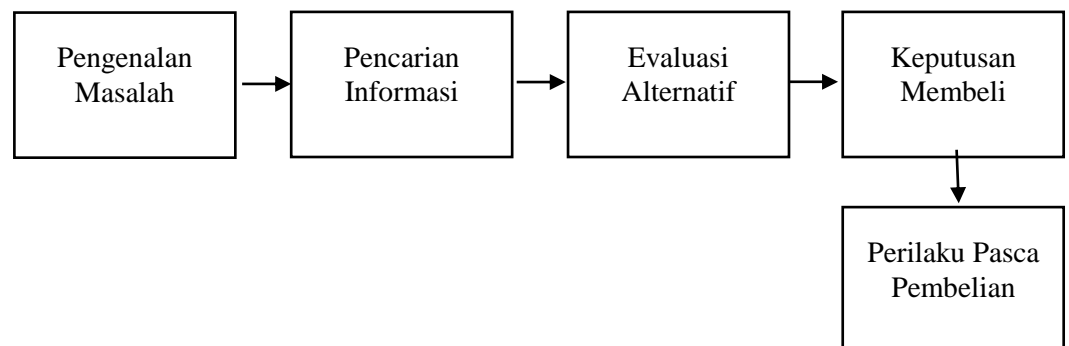 Pengenalan
Masalah
Pencarian
Informasi
Evaluasi
Alternatif
Keputusan
Membeli
Perilaku Pasca
Pembelian